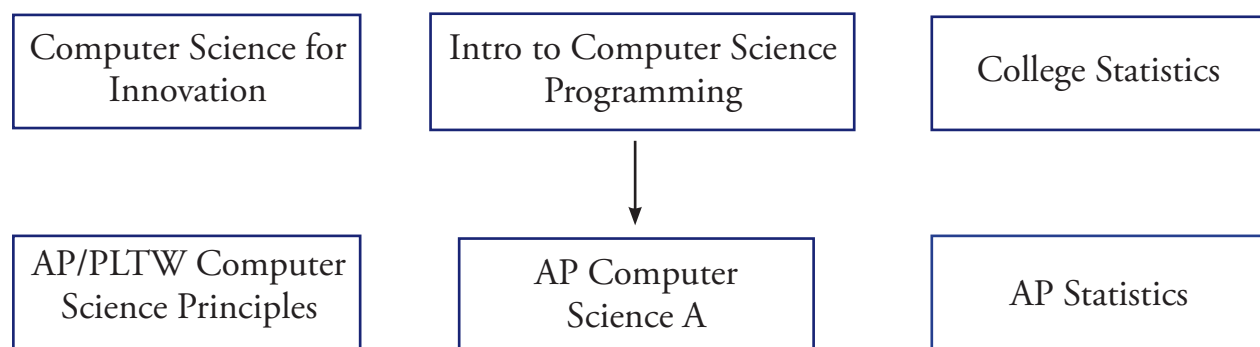 Computer Science for
Innovation
Intro to Computer Science
Programming
College Statistics
AP/PLTW Computer
Science Principles
AP Computer
Science A
AP Statistics